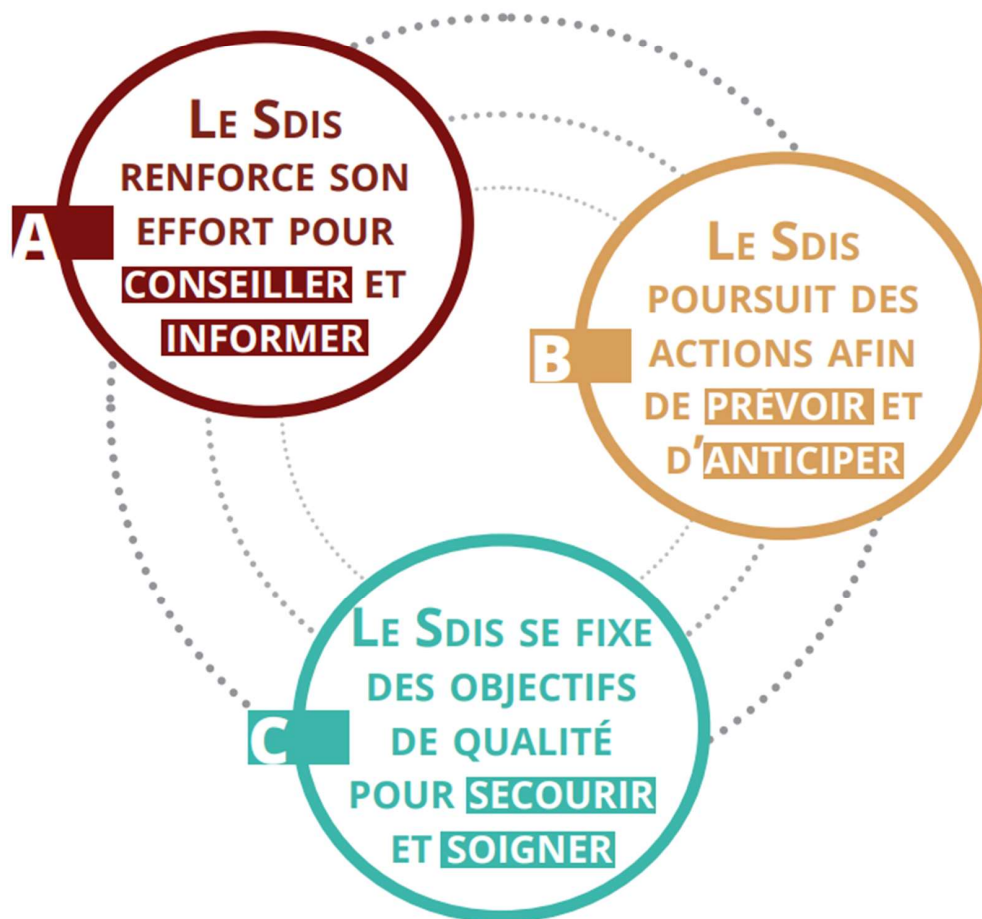 A
LE SDIS
RENFORCE SON
EFFORT POUR
CONSEILLER ET
INFORMER
B
LE SDIS
POURSUIT DES
ACTIONS AFIN
DE PRÉVOIR ET
D'ANTICIPER
C
LE SDIS SE FIXE
DES OBJECTIFS
DE QUALITÉ
POUR SECOURIR
ET SOIGNER